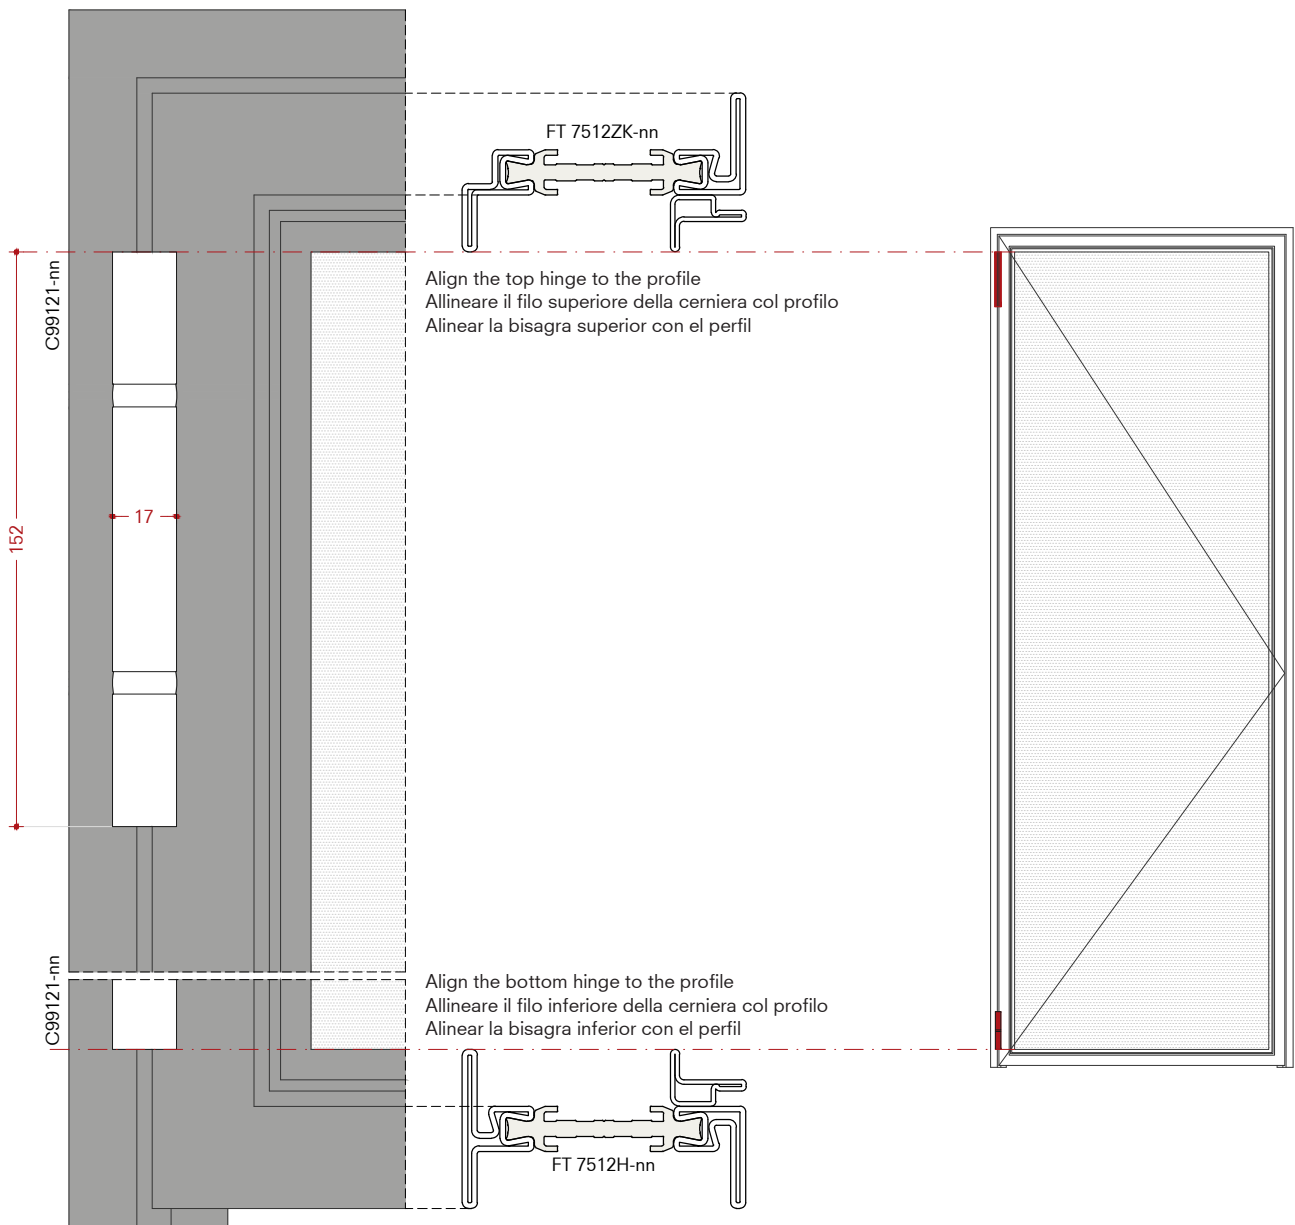 FT 7512ZK-nn
C99121-nn
Align the top hinge to the profile
Allineare il filo superiore della cerniera col profilo
Alinear la bisagra superior con el perfil
17
152
C99121-nn
Align the bottom hinge to the profile
Allineare il filo inferiore della cerniera col profilo
Alinear la bisagra inferior con el perfil
FT 7512H-nn